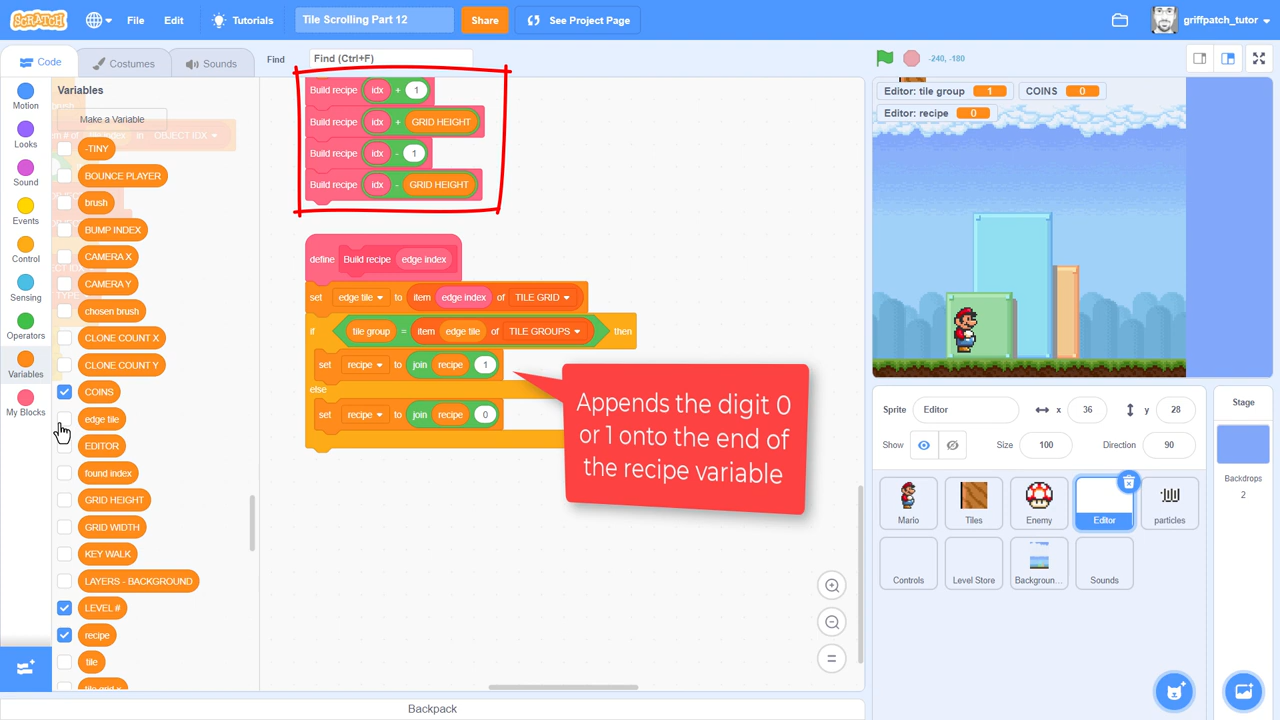 SCRATCH
File
Edit
Tutorials
Tile Scrolling Part 12
Share
See Project Page
griffpatch_tutor
Code
Costumes
Sounds
Find
Find (Ctrl+F)
-240, -180
Motion
Looks
Sound
Events
Control
Sensing
Operators
Variables
My Blocks
Variables
Make a Variable
-TINY
BOUNCE PLAYER
brush
BUMP INDEX
CAMERA X
CAMERA Y
chosen brush
CLONE COUNT X
CLONE COUNT Y
COINS
edge tile
EDITOR
found index
GRID HEIGHT
GRID WIDTH
KEY WALK
LAYERS - BACKGROUND
LEVEL #
recipe
tile
Build recipe idx + 1
Build recipe idx + GRID HEIGHT
Build recipe idx - 1
Build recipe idx - GRID HEIGHT
define Build recipe edge index
set edge tile to item edge index of TILE GRID
if tile group = item edge tile of TILE GROUPS then
set recipe to join recipe 1
else
set recipe to join recipe 0
Appends the digit 0
or 1 onto the end of
the recipe variable
Editor: tile group 1
COINS 0
Editor: recipe 0
Sprite
Editor
x
36
y
28
Show
Size
100
Direction
90
Mario
Tiles
Enemy
Editor
particles
Controls
Level Store
Backgroun...
Sounds
Stage
Backdrops
2
Backpack